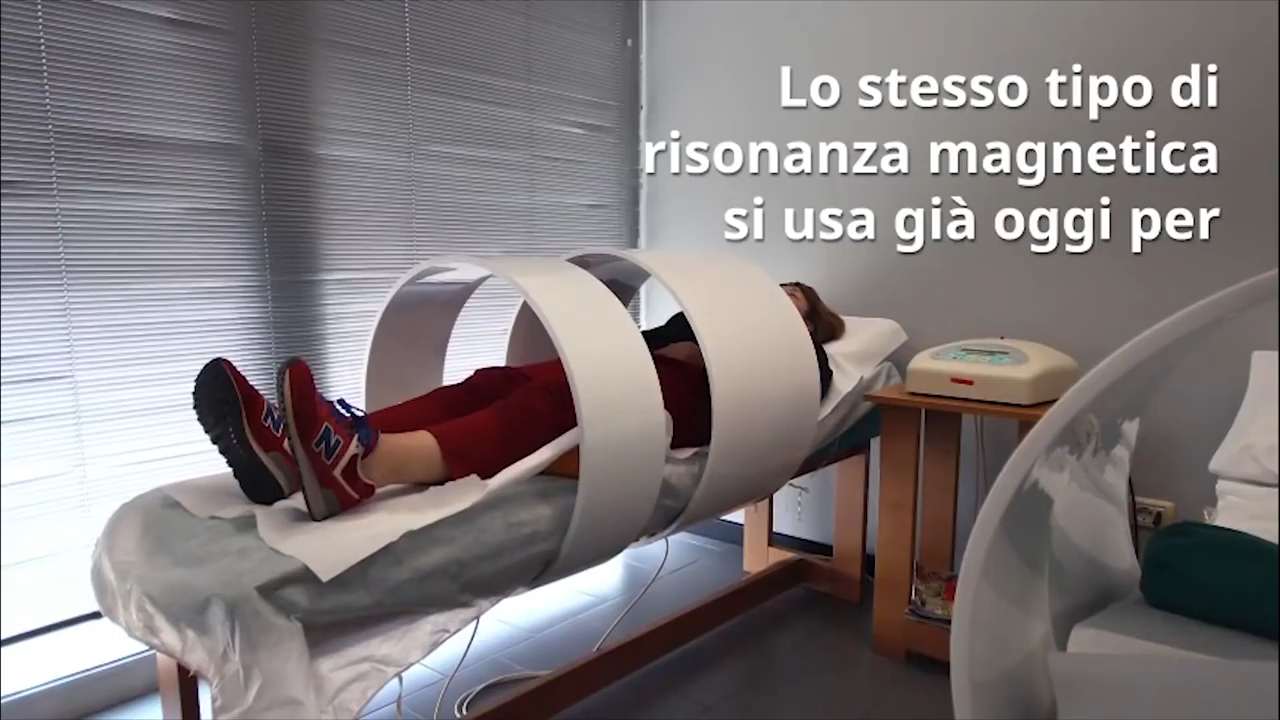 Lo stesso tipo di
risonanza magnetica
si usa già oggi per
N
N